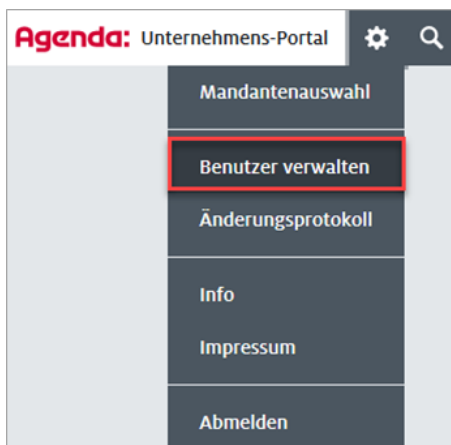 Agenda: Unternehmens-Portal
Mandantenauswahl
Benutzer verwalten
Änderungsprotokoll
Info
Impressum
Abmelden